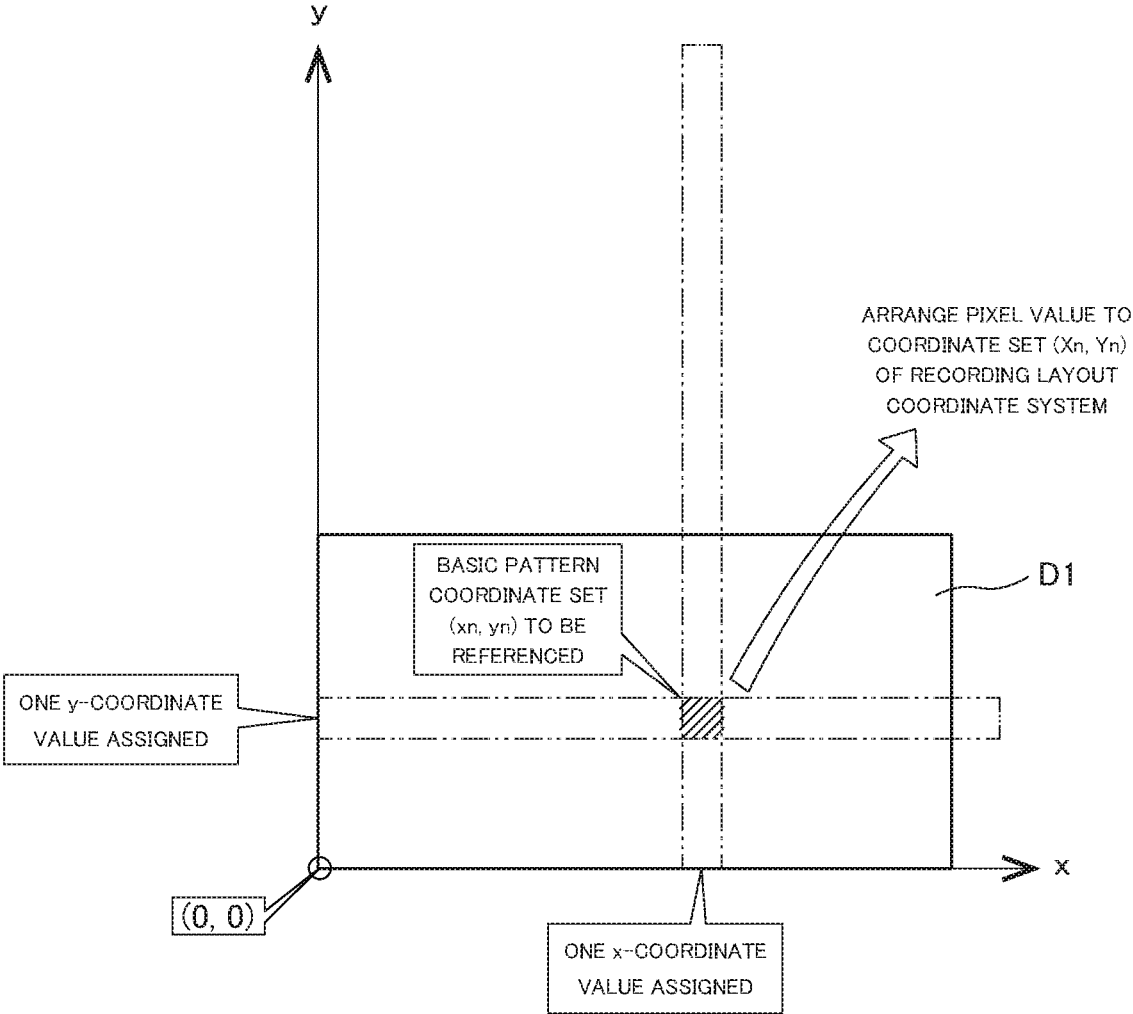 y
ARRANGE PIXEL VALUE TO
COORDINATE SET (Xn, Yn)
OF RECORDING LAYOUT
COORDINATE SYSTEM
BASIC PATTERN
COORDINATE SET
(xn, yn) TO BE
REFERENCED
D1
ONE y-COORDINATE
VALUE ASSIGNED
x
(0, 0)
ONE x-COORDINATE
VALUE ASSIGNED